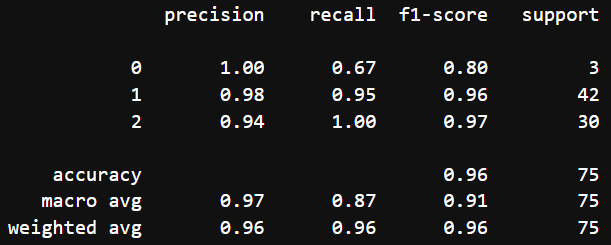 precision recall f1-score support
0 1.00 0.67 0.80 3
1 0.98 0.95 0.96 42
2 0.94 1.00 0.97 30
accuracy 0.96 75
macro avg 0.97 0.87 0.91 75
weighted avg 0.96 0.96 0.96 75